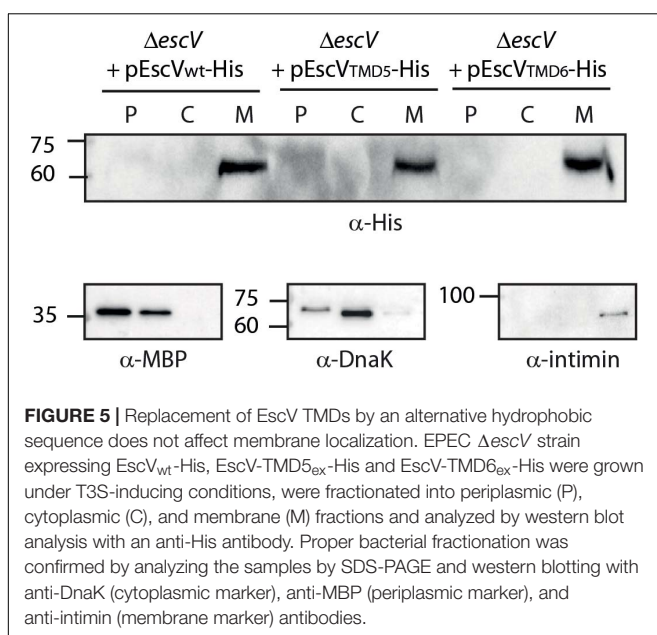 ΔescV ΔescV ΔescV
+ pEscVwt-His + pEscVTMD5-His + pEscVTMD6-His
P C M P C M P C M
75
60
α-His
35
75
60
100
α-MBP α-DnaK α-intimin
FIGURE 5 | Replacement of EscV TMDs by an alternative hydrophobic
sequence does not affect membrane localization. EPEC ΔescV strain
expressing EscVwt-His, EscV-TMD5ex-His and EscV-TMD6ex-His were grown
under T3S-inducing conditions, were fractionated into periplasmic (P),
cytoplasmic (C), and membrane (M) fractions and analyzed by western blot
analysis with an anti-His antibody. Proper bacterial fractionation was
confirmed by analyzing the samples by SDS-PAGE and western blotting with
anti-DnaK (cytoplasmic marker), anti-MBP (periplasmic marker), and
anti-intimin (membrane marker) antibodies.